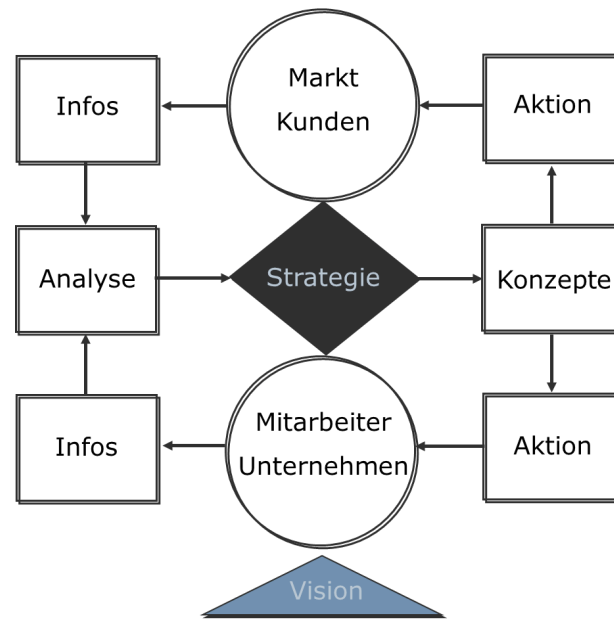 Infos
Markt
Kunden
Aktion
Analyse
Strategie
Konzepte
Infos
Mitarbeiter
Unternehmen
Aktion
Vision